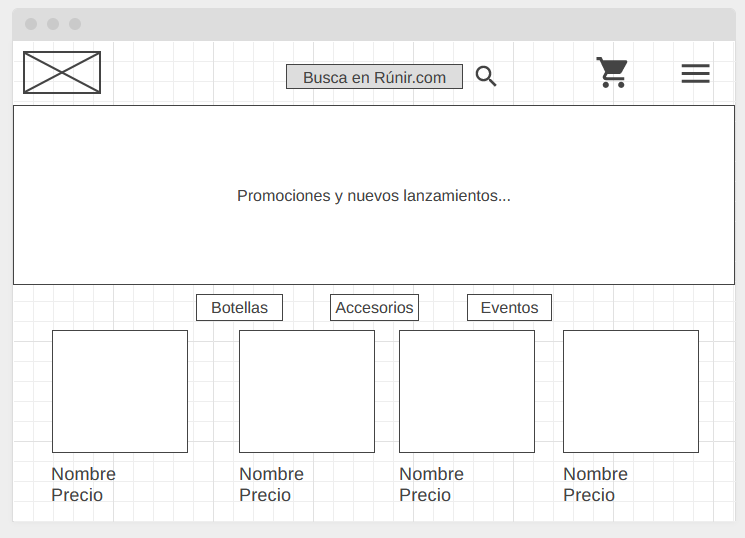 Busca en Rúnir.com
Promociones y nuevos lanzamientos...
Botellas Accesorios Eventos
Nombre Nombre Nombre Nombre
Precio Precio Precio Precio